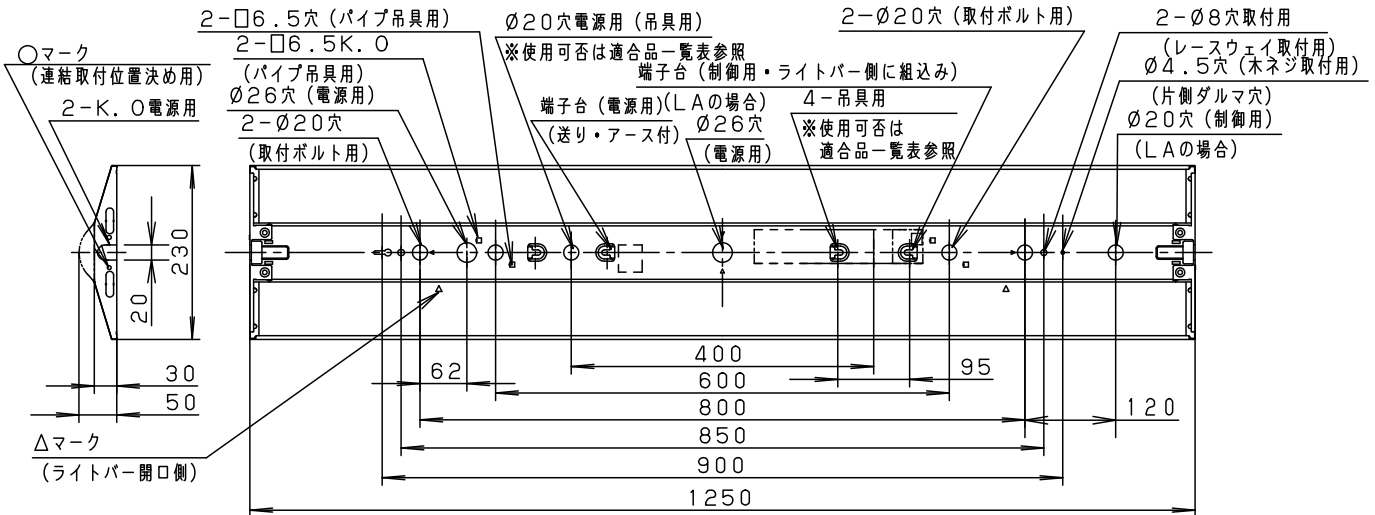 2-□6.5穴(パイプ吊具用)
2-□6.5K.O
(パイプ吊具用)
○マーク
(連結取付位置決め用)
2-K.O電源用
Ø26穴(電源用)
2-Ø20穴
(取付ボルト用)
Ø20穴電源用(吊具用)
※使用可否は適合品一覧表参照
端子台(制御用・ライトバー側に組込み)
(LAの場合)
端子台(電源用)
(送り・アース付)
Ø26穴
(電源用)
4-吊具用
※使用可否は
適合品一覧表参照
2-Ø20穴(取付ボルト用)
2-Ø8穴取付用
(レースウェイ取付用)
Ø4.5穴(木ネジ取付用)
(片側ダルマ穴)
Ø20穴(制御用)
(LAの場合)
230
20
30
50
△マーク
(ライトバー開口側)
400
62
95
600
800
120
850
900
1250